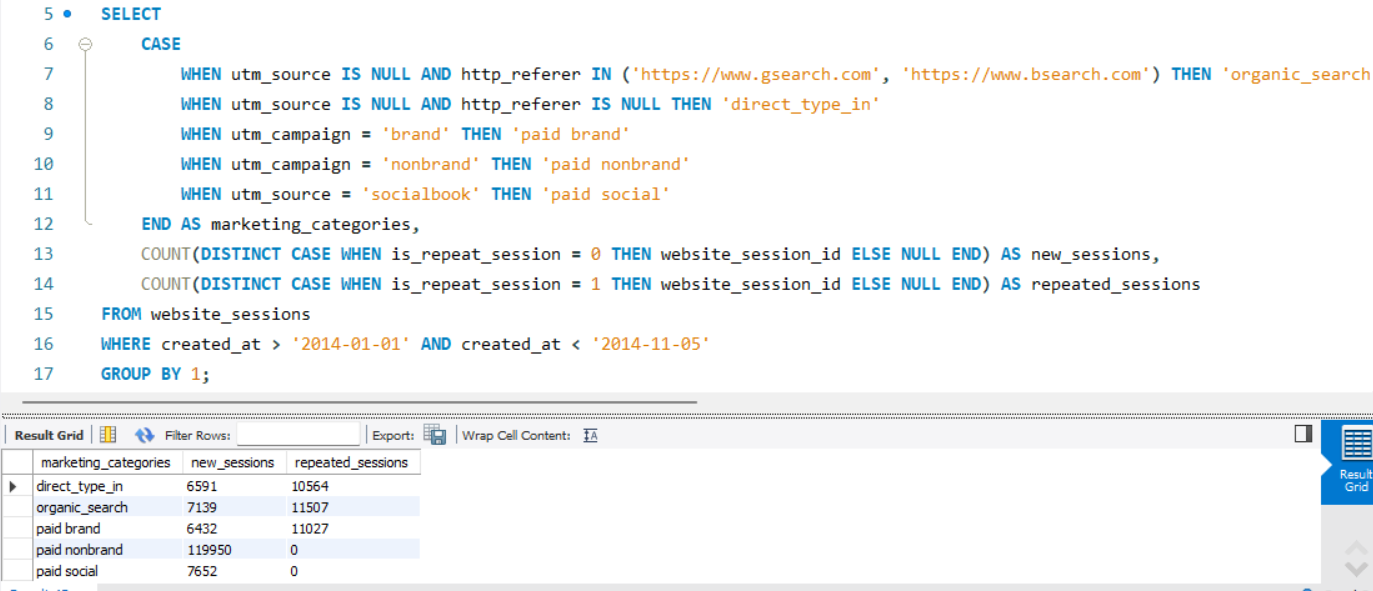 5 SELECT
6 CASE
7 WHEN utm_source IS NULL AND http_referer IN ('https://www.gsearch.com', 'https://www.bsearch.com') THEN 'organic_search
8 WHEN utm_source IS NULL AND http_referer IS NULL THEN 'direct_type_in'
9 WHEN utm_campaign = 'brand' THEN 'paid brand'
10 WHEN utm_campaign = 'nonbrand' THEN 'paid nonbrand'
11 WHEN utm_source = 'socialbook' THEN 'paid social'
12 END AS marketing_categories,
13 COUNT(DISTINCT CASE WHEN is_repeat_session = 0 THEN website_session_id ELSE NULL END) AS new_sessions,
14 COUNT(DISTINCT CASE WHEN is_repeat_session = 1 THEN website_session_id ELSE NULL END) AS repeated_sessions
15 FROM website_sessions
16 WHERE created_at > '2014-01-01' AND created_at < '2014-11-05'
17 GROUP BY 1;
Result Grid Filter Rows: Export: Wrap Cell Content:
marketing_categories new_sessions repeated_sessions
direct_type_in 6591 10564
organic_search 7139 11507
paid brand 6432 11027
paid nonbrand 119950 0
paid social 7652 0
Result
Grid